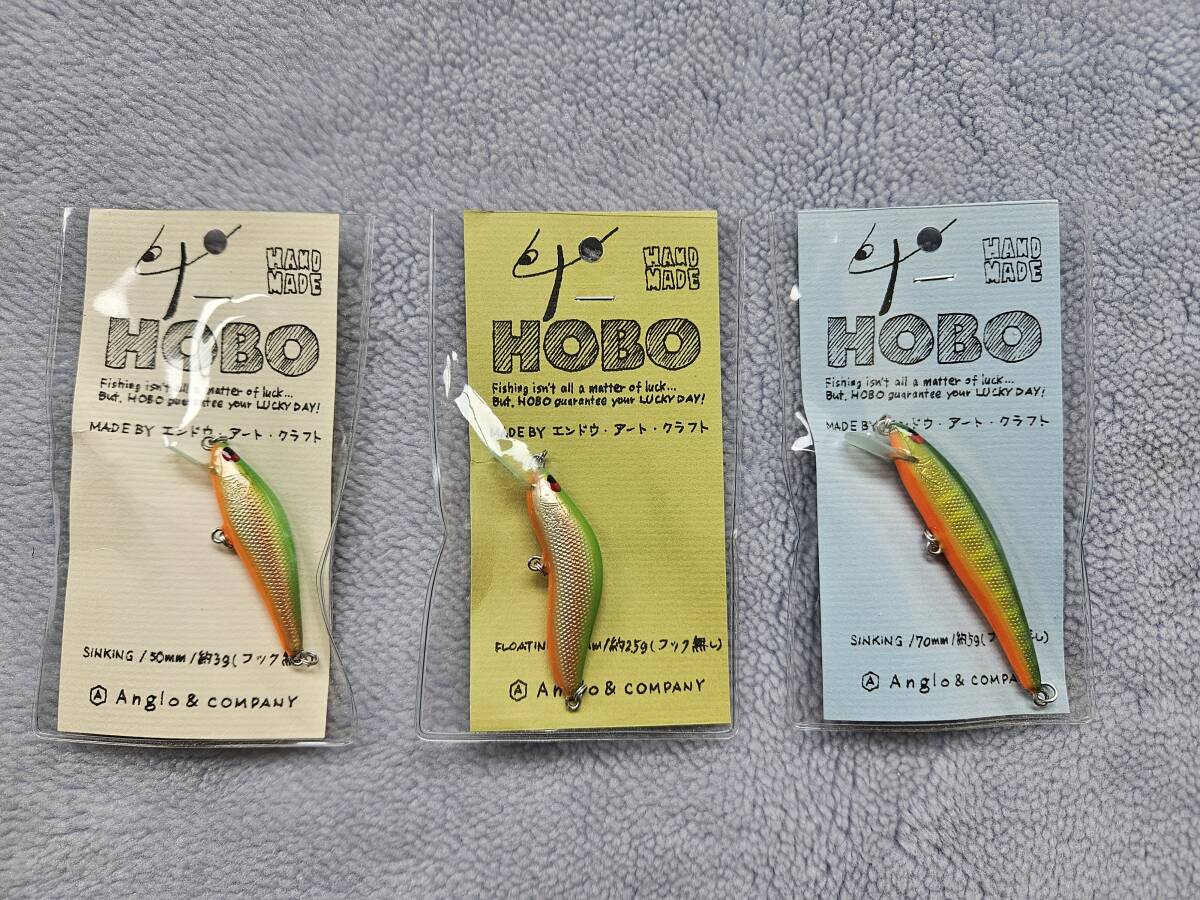 HAND
MADE
HOBO
Fishing isn't all a matter of luck...
But, HOBO guarantee your LUCKY DAY!
MADE BY エンドウ・アート・クラフト
SINKING/50mm/約3g(フック無
A Anglo & COMPANY
HAND
MADE
HOBO
Fishing isn't all a matter of luck...
But, HOBO guarantee your LUCKY DAY!
MADE BY エンドウ・アート・クラフト
FLOATIN m/約2.5g(フック無し)
A Anglo & COMPANY
HAND
MADE
HOBO
Fishing isn't all a matter of luck...
But, HOBO guarantee your LUCKY DAY!
MADE BY エンドウ・アート・クラフト
SINKING/70mm/約5g(フ し)
A Anglo & COMPA